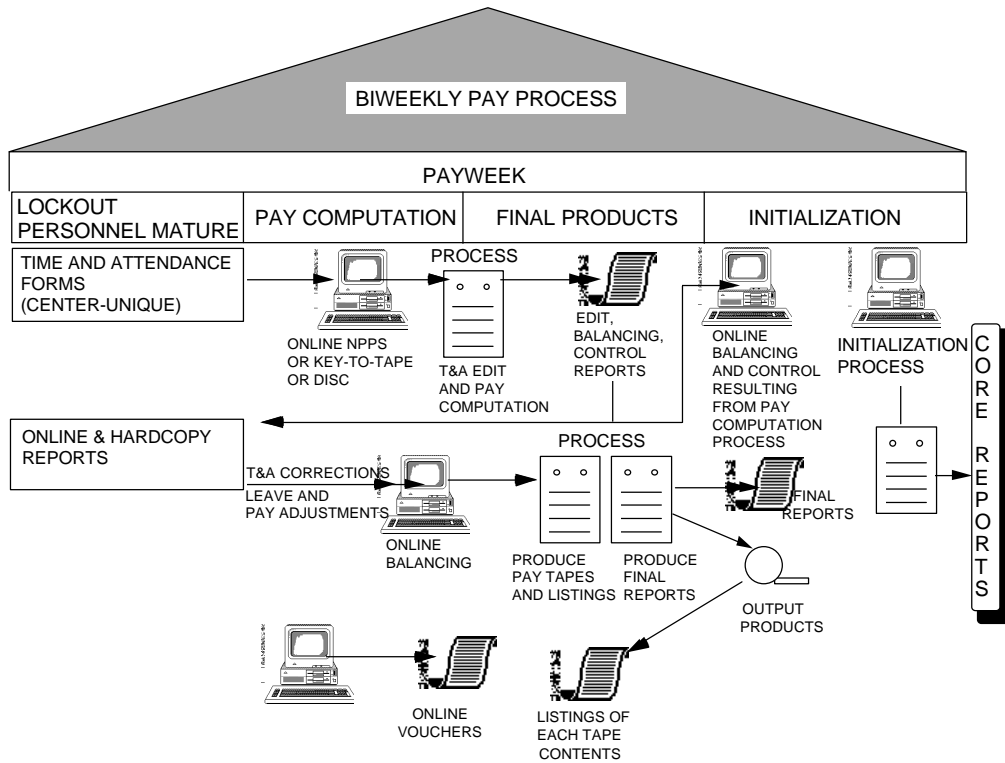 BIWEEKLY PAY PROCESS
PAYWEEK
LOCKOUT
PERSONNEL MATURE
PAY COMPUTATION
FINAL PRODUCTS
INITIALIZATION
TIME AND ATTENDANCE
FORMS
(CENTER-UNIQUE)
ONLINE NPPS
OR KEY-TO-TAPE
OR DISC
PROCESS
T&A EDIT
AND PAY
COMPUTATION
EDIT,
BALANCING,
CONTROL
REPORTS
ONLINE
BALANCING
AND CONTROL
RESULTING
FROM PAY
COMPUTATION
PROCESS
INITIALIZATION
PROCESS
CORE REPORTS
ONLINE & HARDCOPY
REPORTS
T&A CORRECTIONS
LEAVE AND
PAY ADJUSTMENTS
ONLINE
BALANCING
PROCESS
PRODUCE
PAY TAPES
AND LISTINGS
PRODUCE
FINAL
REPORTS
FINAL
REPORTS
OUTPUT
PRODUCTS
ONLINE
VOUCHERS
LISTINGS OF
EACH TAPE
CONTENTS